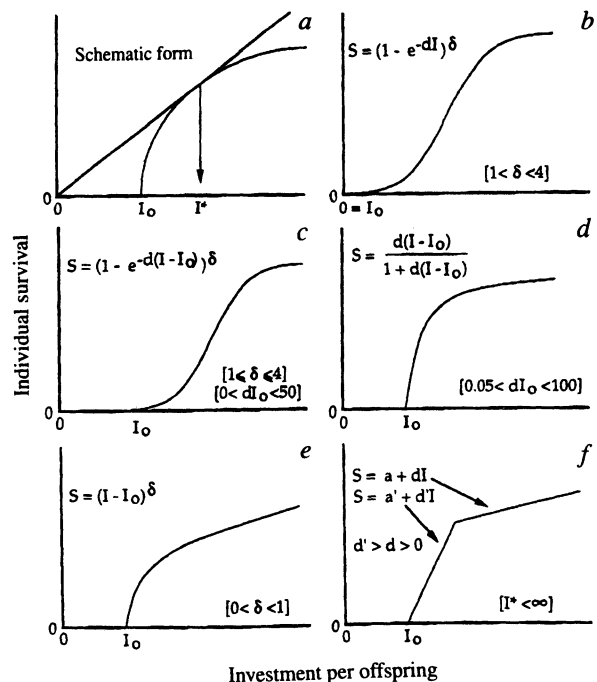 a
Schematic form
0
0
I₀
I*
b
S = (1 - e^-dI)^δ
[1 < δ < 4]
0
0 = I₀
c
S = (1 - e^-d(I - I₀))^δ
[1 ⩽ δ ⩽ 4]
[0 < dI₀ < 50]
0
0
I₀
d
S = d(I - I₀)
1 + d(I - I₀)
[0.05 < dI₀ < 100]
0
0
I₀
e
S = (I - I₀)^δ
[0 < δ < 1]
0
0
I₀
f
S = a + dI
S = a' + d'I
d' > d > 0
[I* < ∞]
0
0
I₀
Individual survival
Investment per offspring